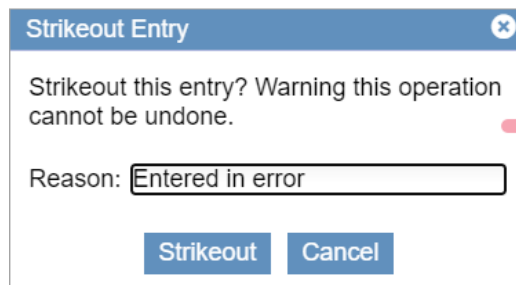 Strikeout Entry
Strikeout this entry? Warning this operation
cannot be undone.
Reason: Entered in error
Strikeout Cancel